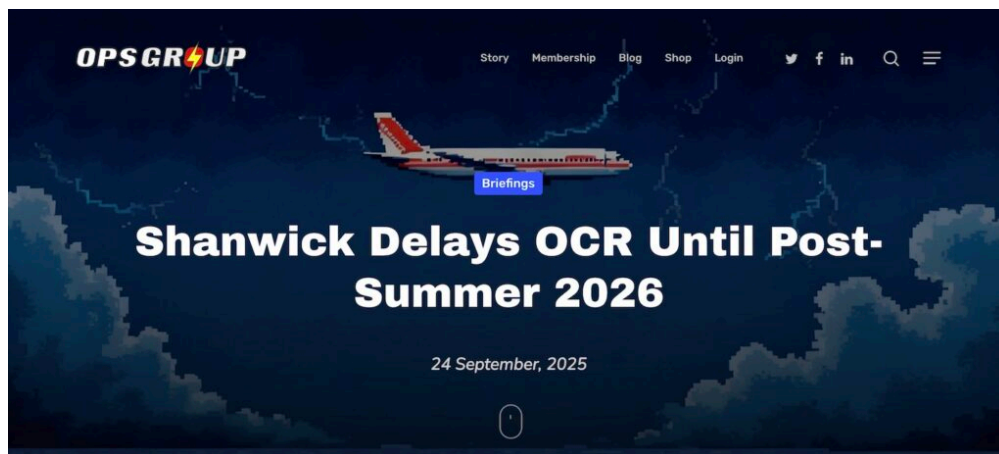 OPSGROUP
Story Membership Blog Shop Login
Briefings
Shanwick Delays OCR Until Post-
Summer 2026
24 September, 2025